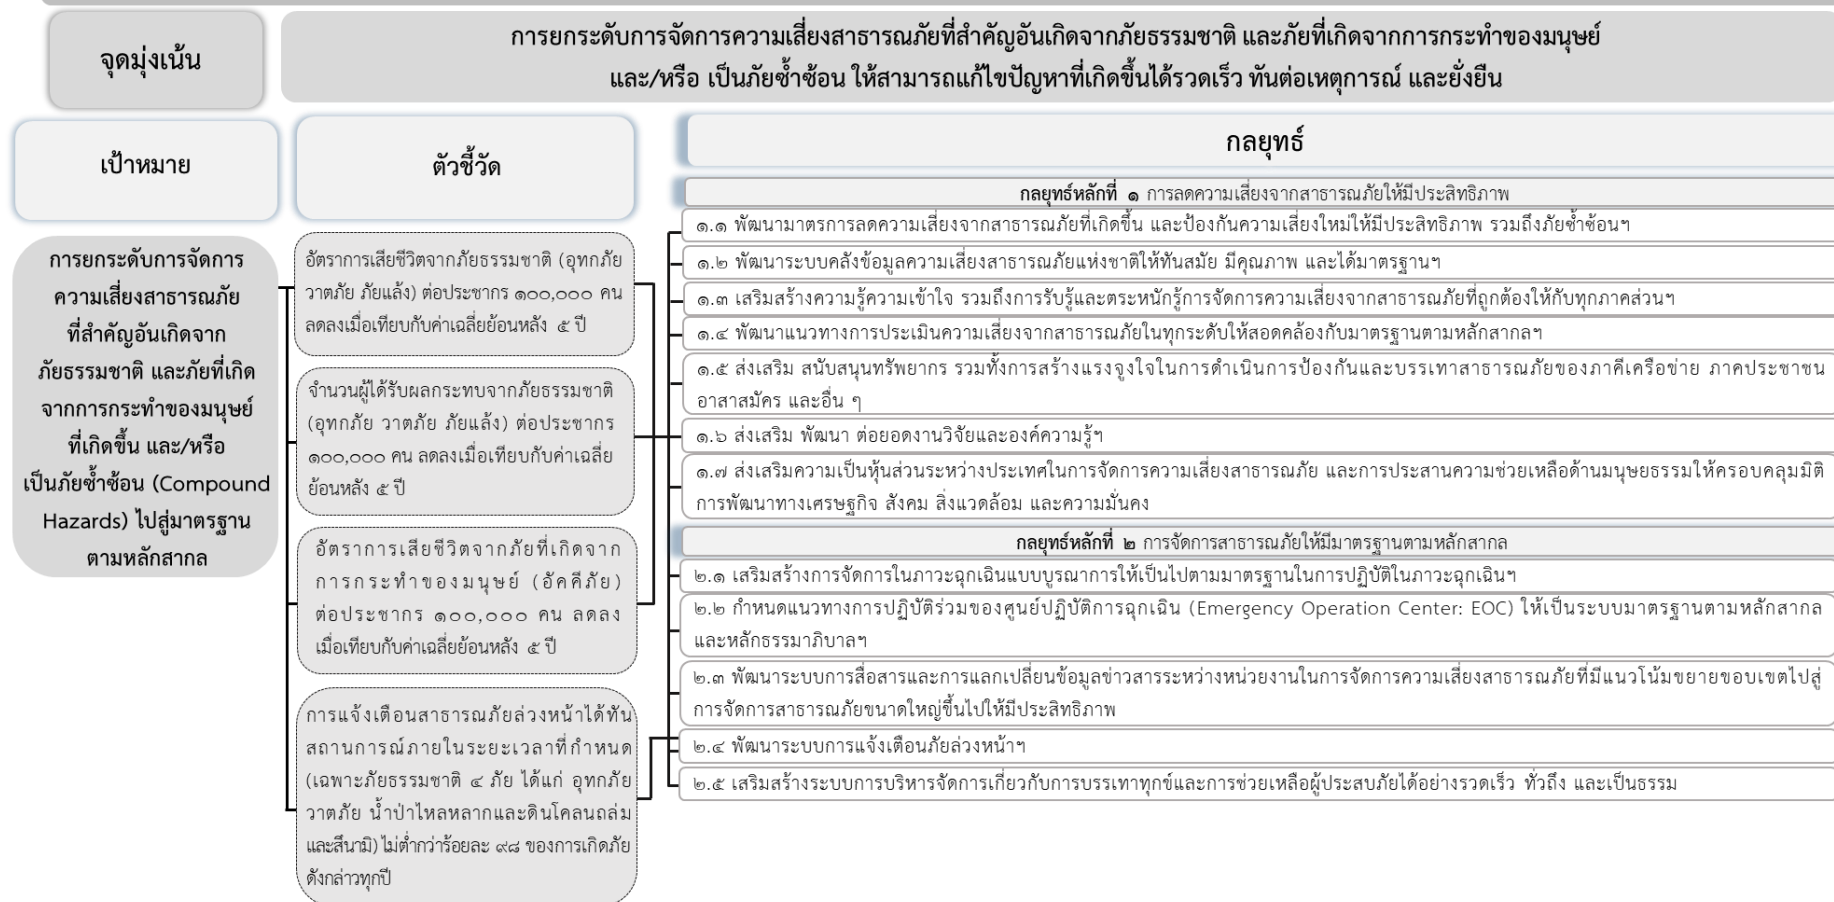 จุดมุ่งเน้น
การยกระดับการจัดการความเสี่ยงสาธารณภัยที่สำคัญอันเกิดจากภัยธรรมชาติ และภัยที่เกิดจากการกระทำของมนุษย์
และ/หรือ เป็นภัยซ้ำซ้อน ให้สามารถแก้ไขปัญหาที่เกิดขึ้นได้รวดเร็ว ทันต่อเหตุการณ์ และยั่งยืน
เป้าหมาย
การยกระดับการจัดการ
ความเสี่ยงสาธารณภัย
ที่สำคัญอันเกิดจาก
ภัยธรรมชาติ และภัยที่เกิด
จากการกระทำของมนุษย์
ที่เกิดขึ้น และ/หรือ
เป็นภัยซ้ำซ้อน (Compound
Hazards) ไปสู่มาตรฐาน
ตามหลักสากล
ตัวชี้วัด
อัตราการเสียชีวิตจากภัยธรรมชาติ (อุทกภัย
วาตภัย ภัยแล้ง) ต่อประชากร ๑๐๐,๐๐๐ คน
ลดลงเมื่อเทียบกับค่าเฉลี่ยย้อนหลัง ๕ ปี
จำนวนผู้ได้รับผลกระทบจากภัยธรรมชาติ
(อุทกภัย วาตภัย ภัยแล้ง) ต่อประชากร
๑๐๐,๐๐๐ คน ลดลงเมื่อเทียบกับค่าเฉลี่ย
ย้อนหลัง ๕ ปี
อัตราการเสียชีวิตจากภัยที่เกิดจาก
การกระทำของมนุษย์ (อัคคีภัย)
ต่อประชากร ๑๐๐,๐๐๐ คน ลดลง
เมื่อเทียบกับค่าเฉลี่ยย้อนหลัง ๕ ปี
การแจ้งเตือนสาธารณภัยล่วงหน้าได้ทัน
สถานการณ์ภายในระยะเวลาที่กำหนด
(เฉพาะภัยธรรมชาติ ๔ ภัย ได้แก่ อุทกภัย
วาตภัย น้ำป่าไหลหลากและดินโคลนถล่ม
และสึนามิ) ไม่ต่ำกว่าร้อยละ ๙๘ ของการเกิดภัย
ดังกล่าวทุกปี
กลยุทธ์
กลยุทธ์หลักที่ ๑ การลดความเสี่ยงจากสาธารณภัยให้มีประสิทธิภาพ
๑.๑ พัฒนามาตรการลดความเสี่ยงจากสาธารณภัยที่เกิดขึ้น และป้องกันความเสี่ยงใหม่ให้มีประสิทธิภาพ รวมถึงภัยซ้ำซ้อนฯ
๑.๒ พัฒนาระบบคลังข้อมูลความเสี่ยงสาธารณภัยแห่งชาติให้ทันสมัย มีคุณภาพ และได้มาตรฐานฯ
๑.๓ เสริมสร้างความรู้ความเข้าใจ รวมถึงการรับรู้และตระหนักรู้การจัดการความเสี่ยงจากสาธารณภัยที่ถูกต้องให้กับทุกภาคส่วนฯ
๑.๔ พัฒนาแนวทางการประเมินความเสี่ยงจากสาธารณภัยในทุกระดับให้สอดคล้องกับมาตรฐานตามหลักสากลฯ
๑.๕ ส่งเสริม สนับสนุนทรัพยากร รวมทั้งการสร้างแรงจูงใจในการดำเนินการป้องกันและบรรเทาสาธารณภัยของภาคีเครือข่าย ภาคประชาชน
อาสาสมัคร และอื่น ๆ
๑.๖ ส่งเสริม พัฒนา ต่อยอดงานวิจัยและองค์ความรู้ฯ
๑.๗ ส่งเสริมความเป็นหุ้นส่วนระหว่างประเทศในการจัดการความเสี่ยงสาธารณภัย และการประสานความช่วยเหลือด้านมนุษยธรรมให้ครอบคลุมมิติ
การพัฒนาทางเศรษฐกิจ สังคม สิ่งแวดล้อม และความมั่นคง
กลยุทธ์หลักที่ ๒ การจัดการสาธารณภัยให้มีมาตรฐานตามหลักสากล
๒.๑ เสริมสร้างการจัดการในภาวะฉุกเฉินแบบบูรณาการให้เป็นไปตามมาตรฐานในการปฏิบัติในภาวะฉุกเฉินฯ
๒.๒ กำหนดแนวทางการปฏิบัติร่วมของศูนย์ปฏิบัติการฉุกเฉิน (Emergency Operation Center: EOC) ให้เป็นระบบมาตรฐานตามหลักสากล
และหลักธรรมาภิบาลฯ
๒.๓ พัฒนาระบบการสื่อสารและการแลกเปลี่ยนข้อมูลข่าวสารระหว่างหน่วยงานในการจัดการความเสี่ยงสาธารณภัยที่มีแนวโน้มขยายขอบเขตไปสู่
การจัดการสาธารณภัยขนาดใหญ่ขึ้นไปให้มีประสิทธิภาพ
๒.๔ พัฒนาระบบการแจ้งเตือนภัยล่วงหน้าฯ
๒.๕ เสริมสร้างระบบการบริหารจัดการเกี่ยวกับการบรรเทาทุกข์และการช่วยเหลือผู้ประสบภัยได้อย่างรวดเร็ว ทั่วถึง และเป็นธรรม